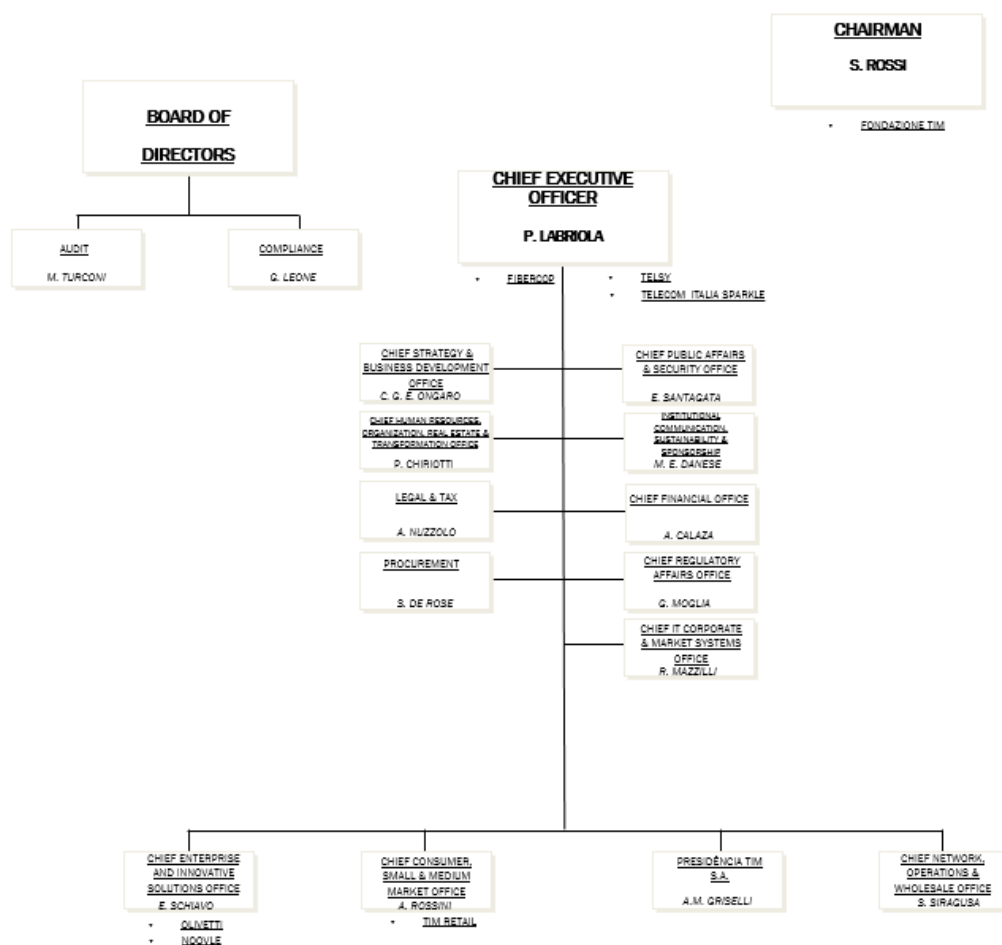 CHAIRMAN
S. ROSSI
• FONDAZIONE TIM
BOARD OF
DIRECTORS
AUDIT
M. TURCONI
COMPLIANCE
G. LEONE
CHIEF EXECUTIVE
OFFICER
P. LABRIOLA
• FIBERCOP
• TELSY
• TELECOM ITALIA SPARKLE
CHIEF STRATEGY &
BUSINESS DEVELOPMENT
OFFICE
C. G. E. ONGARO
CHIEF PUBLIC AFFAIRS
& SECURITY OFFICE
E. SANTAGATA
CHIEF HUMAN RESOURCES,
ORGANIZATION, REAL ESTATE &
TRANSFORMATION OFFICE
P. CHIRIOTTI
INSTITUTIONAL
COMMUNICATION,
SUSTAINABILITY &
SPONSORSHIP
M. E. DANESE
LEGAL & TAX
A. NUZZOLO
CHIEF FINANCIAL OFFICE
A. CALAZA
PROCUREMENT
S. DE ROSE
CHIEF REGULATORY
AFFAIRS OFFICE
G. MOGLIA
CHIEF IT CORPORATE
& MARKET SYSTEMS
OFFICE
R. MAZZILLI
CHIEF ENTERPRISE
AND INNOVATIVE
SOLUTIONS OFFICE
E. SCHIAVO
• OLIVETTI
• NOOVLE
CHIEF CONSUMER,
SMALL & MEDIUM
MARKET OFFICE
A. ROSSINI
• TIM RETAIL
PRESIDÊNCIA TIM
S.A.
A.M. GRISELLI
CHIEF NETWORK,
OPERATIONS &
WHOLESALE OFFICE
S. SIRAGUSA